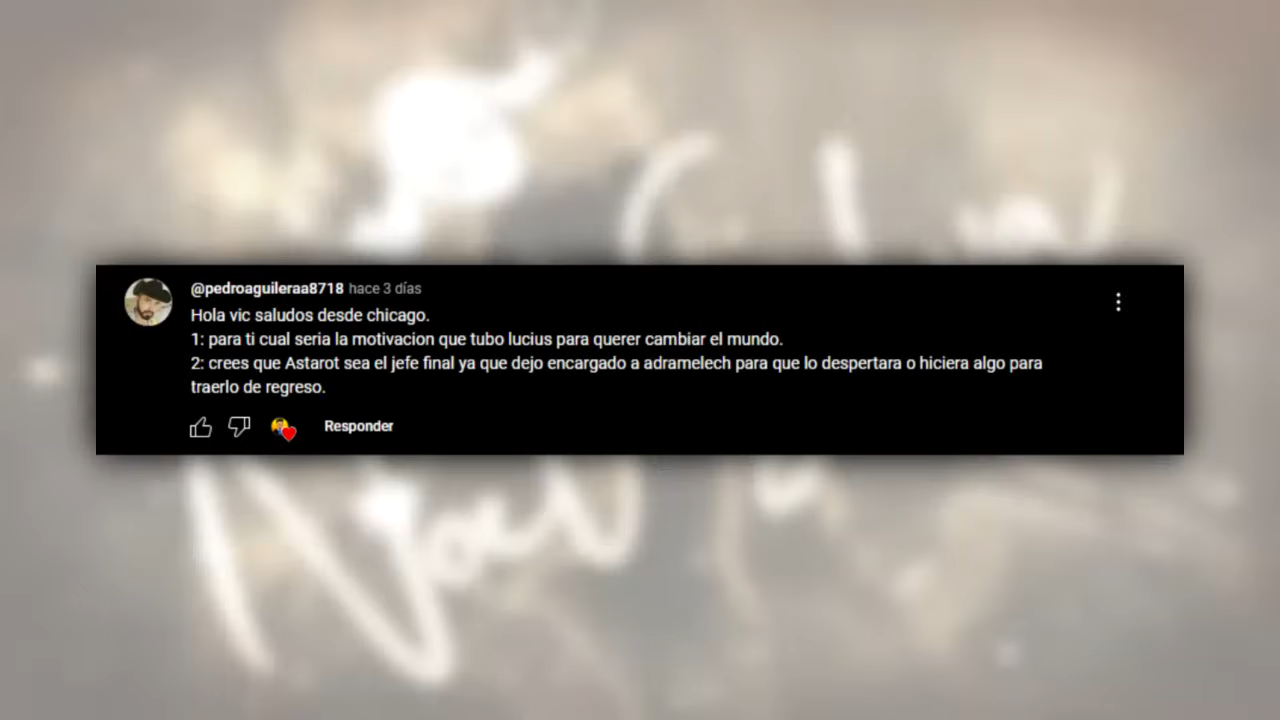 @pedroaguileraa8718 hace 3 días
Hola vic saludos desde chicago.
1: para ti cual seria la motivacion que tubo lucius para querer cambiar el mundo.
2: crees que Astarot sea el jefe final ya que dejo encargado a adramelech para que lo despertara o hiciera algo para
traerlo de regreso.
Responder